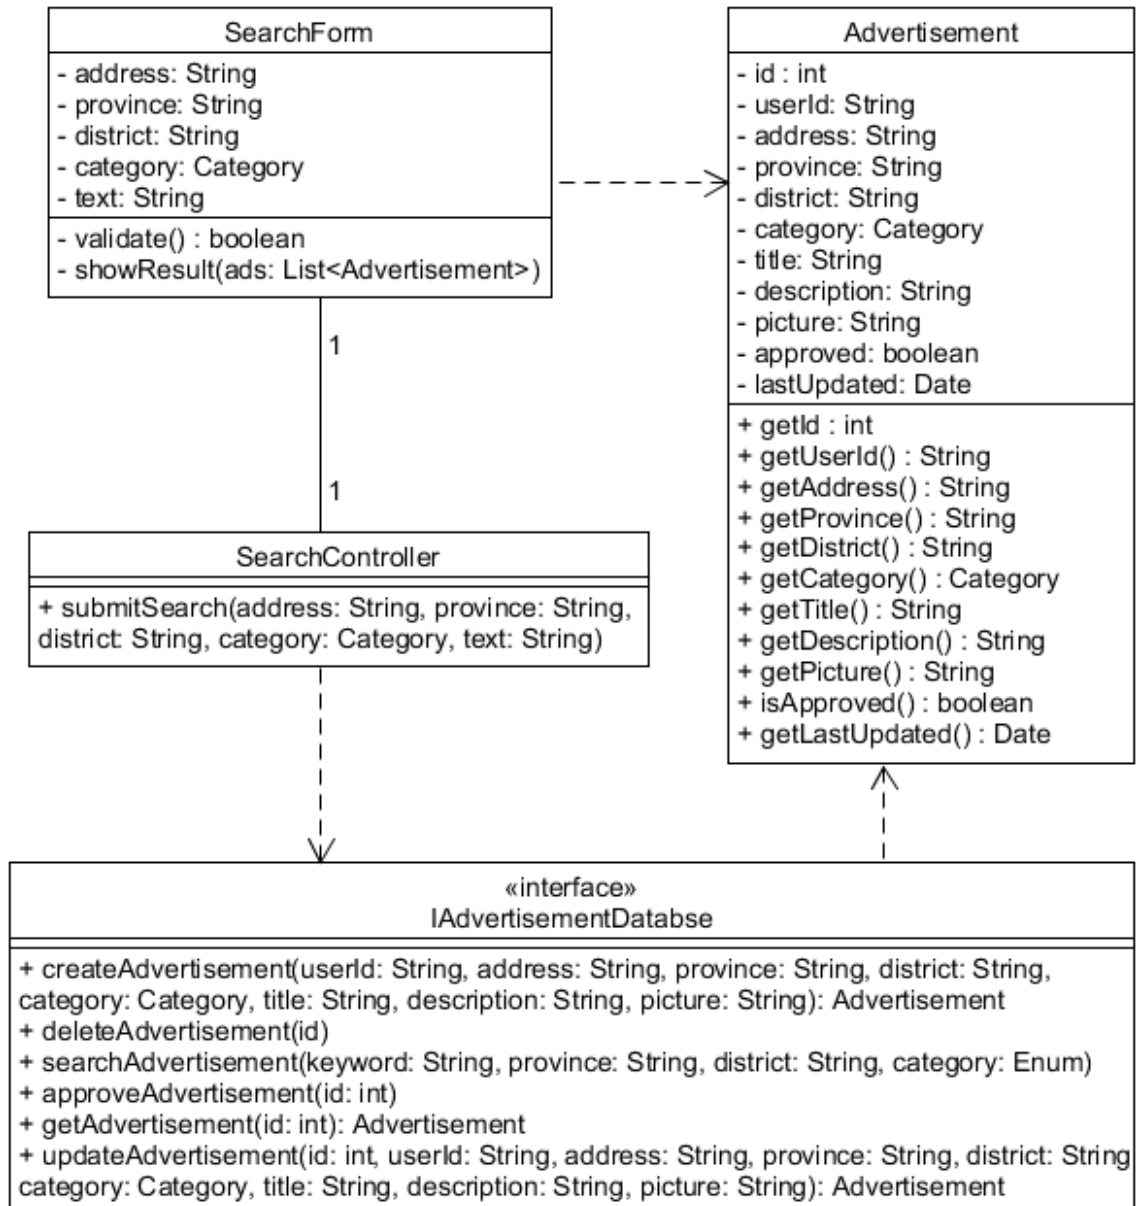 SearchForm
- address: String
- province: String
- district: String
- category: Category
- text: String
- validate() : boolean
- showResult(ads: List<Advertisement>)
1
1
SearchController
+ submitSearch(address: String, province: String,
district: String, category: Category, text: String)
Advertisement
- id : int
- userId: String
- address: String
- province: String
- district: String
- category: Category
- title: String
- description: String
- picture: String
- approved: boolean
- lastUpdated: Date
+ getId : int
+ getUserId() : String
+ getAddress() : String
+ getProvince() : String
+ getDistrict() : String
+ getCategory() : Category
+ getTitle() : String
+ getDescription() : String
+ getPicture() : String
+ isApproved() : boolean
+ getLastUpdated() : Date
«interface»
IAdvertisementDatabse
+ createAdvertisement(userId: String, address: String, province: String, district: String,
category: Category, title: String, description: String, picture: String): Advertisement
+ deleteAdvertisement(id)
+ searchAdvertisement(keyword: String, province: String, district: String, category: Enum)
+ approveAdvertisement(id: int)
+ getAdvertisement(id: int): Advertisement
+ updateAdvertisement(id: int, userId: String, address: String, province: String, district: String
category: Category, title: String, description: String, picture: String): Advertisement